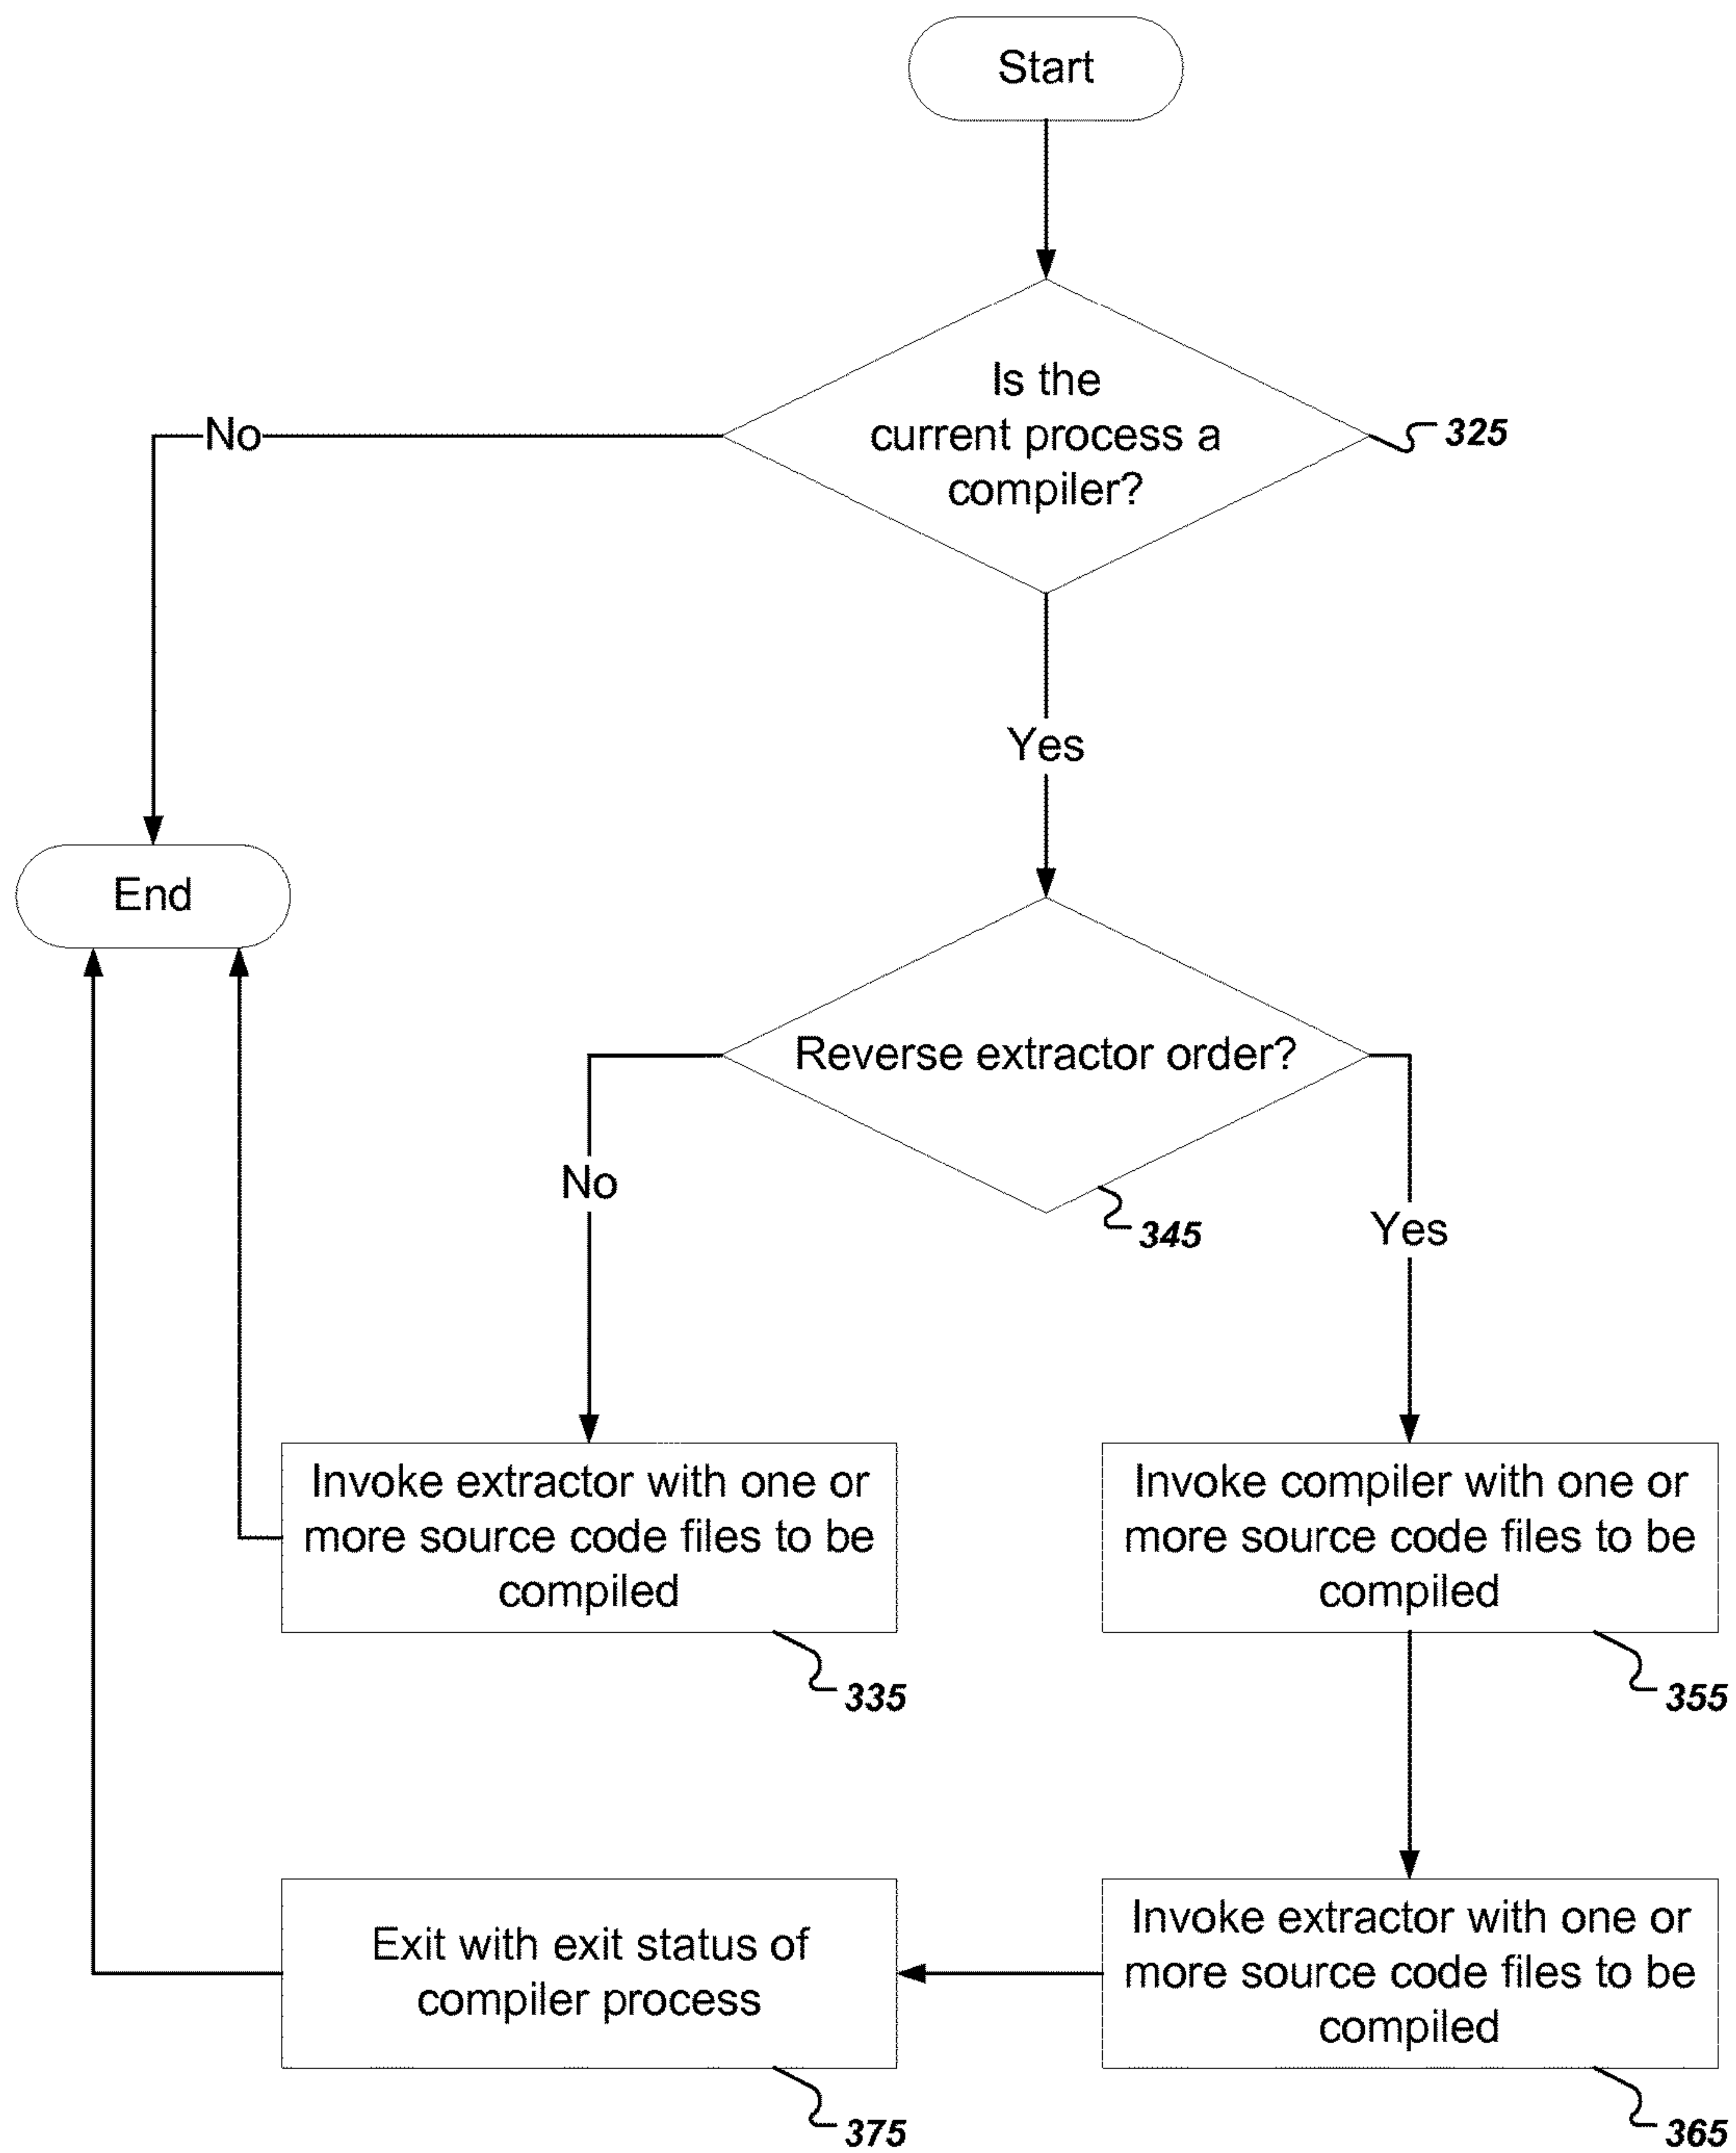 Start
Is the
current process a
compiler?
325
No
Yes
End
Reverse extractor order?
345
No
Yes
Invoke extractor with one or
more source code files to be
compiled
335
Invoke compiler with one or
more source code files to be
compiled
355
Exit with exit status of
compiler process
375
Invoke extractor with one or
more source code files to be
compiled
365